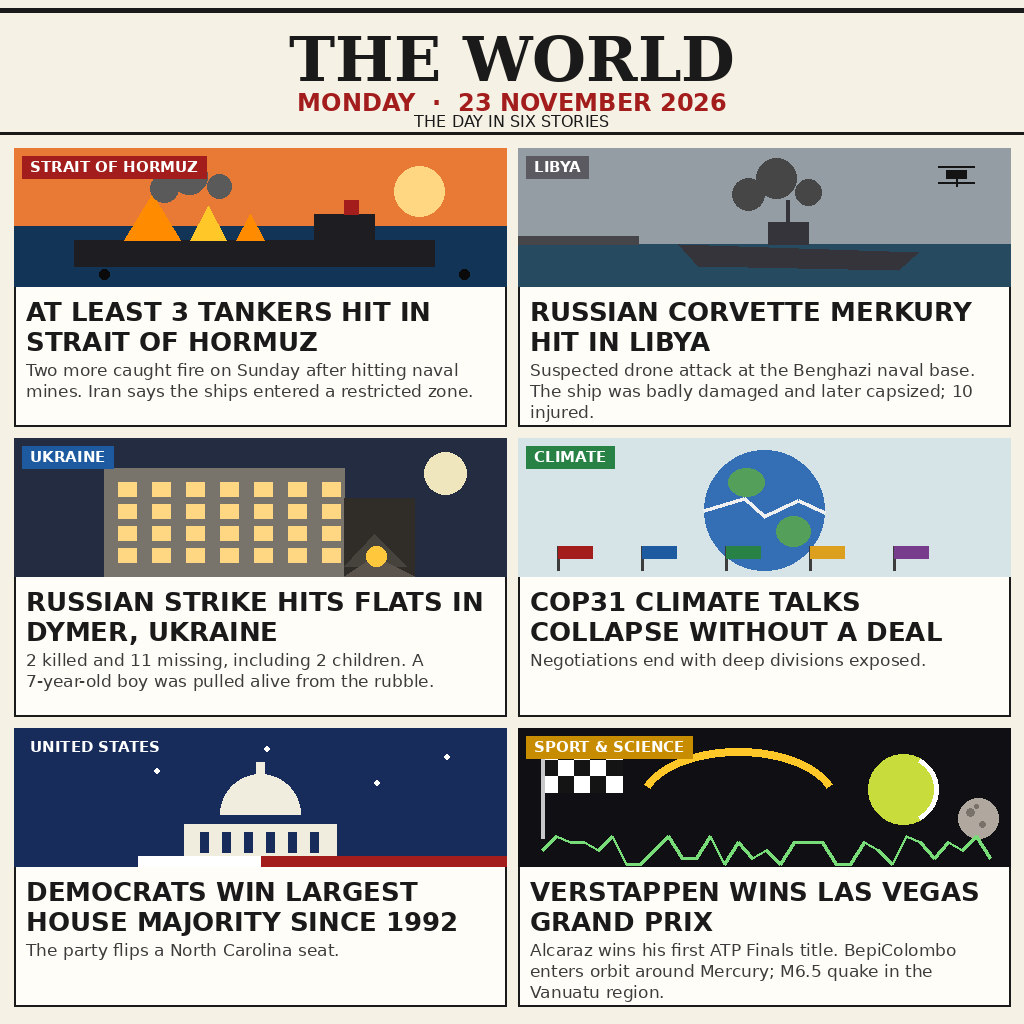 THE WORLD
MONDAY · 23 NOVEMBER 2026
THE DAY IN SIX STORIES
STRAIT OF HORMUZ
AT LEAST 3 TANKERS HIT IN
STRAIT OF HORMUZ
Two more caught fire on Sunday after hitting naval
mines. Iran says the ships entered a restricted zone.
LIBYA
RUSSIAN CORVETTE MERKURY
HIT IN LIBYA
Suspected drone attack at the Benghazi naval base.
The ship was badly damaged and later capsized; 10
injured.
UKRAINE
RUSSIAN STRIKE HITS FLATS IN
DYMER, UKRAINE
2 killed and 11 missing, including 2 children. A
7-year-old boy was pulled alive from the rubble.
CLIMATE
COP31 CLIMATE TALKS
COLLAPSE WITHOUT A DEAL
Negotiations end with deep divisions exposed.
UNITED STATES
DEMOCRATS WIN LARGEST
HOUSE MAJORITY SINCE 1992
The party flips a North Carolina seat.
SPORT & SCIENCE
VERSTAPPEN WINS LAS VEGAS
GRAND PRIX
Alcaraz wins his first ATP Finals title. BepiColombo
enters orbit around Mercury; M6.5 quake in the
Vanuatu region.